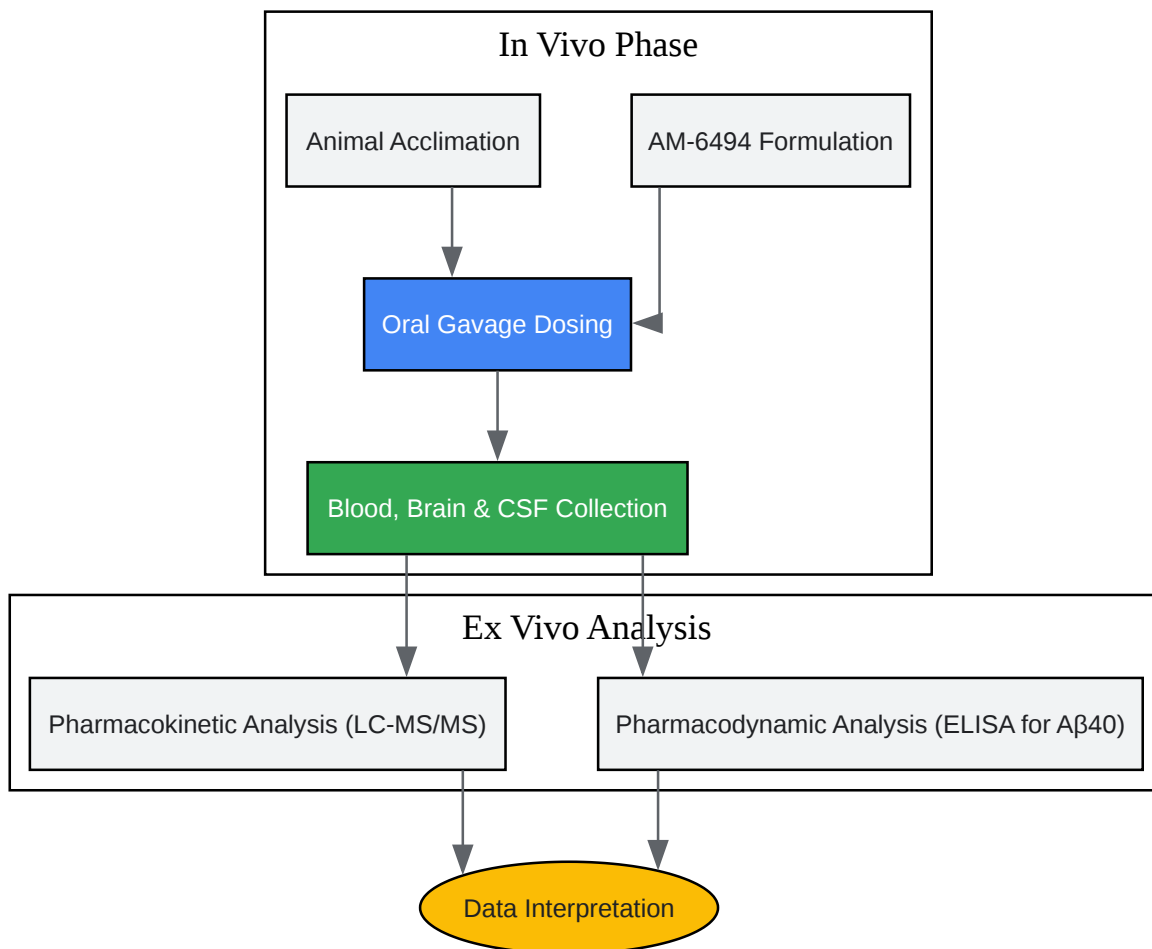 In Vivo Phase
Animal Acclimation
AM-6494 Formulation
Oral Gavage Dosing
Blood, Brain & CSF Collection
Ex Vivo Analysis
Pharmacokinetic Analysis (LC-MS/MS)
Pharmacodynamic Analysis (ELISA for Aβ40)
Data Interpretation